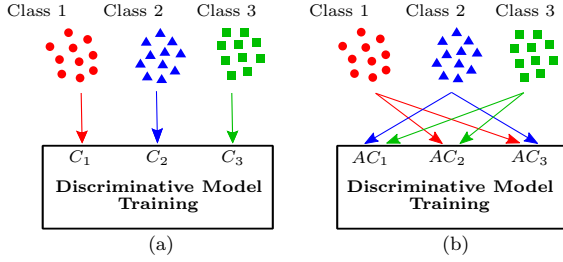 Class 1 Class 2 Class 3
C1 C2 C3
Discriminative Model
Training
(a)
Class 1 Class 2 Class 3
AC1 AC2 AC3
Discriminative Model
Training
(b)